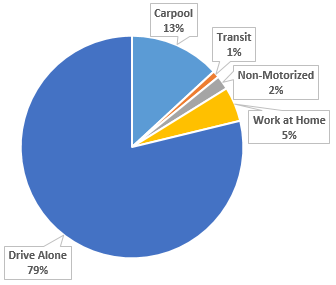 Carpool
13%
Transit
1%
Non-Motorized
2%
Work at Home
5%
Drive Alone
79%